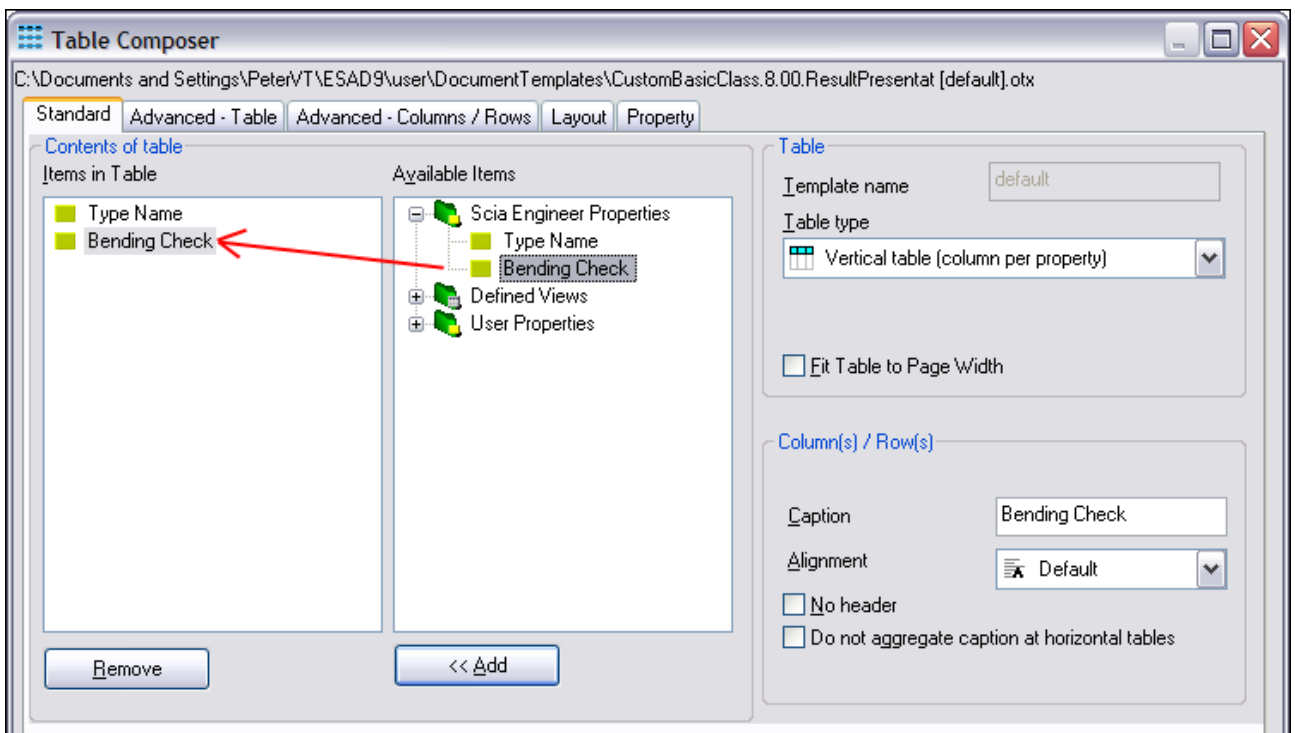 Table Composer
C:\Documents and Settings\PeterVT\ESAD9\user\DocumentTemplates\CustomBasicClass.8.00.ResultPresentat [default].otx
Standard Advanced - Table Advanced - Columns / Rows Layout Property
Contents of table
Items in Table Available Items
Type Name
Bending Check
Scia Engineer Properties
Type Name
Bending Check
Defined Views
User Properties
Remove << Add
Table
Template name default
Table type
Vertical table (column per property)
Fit Table to Page Width
Column(s) / Row(s)
Caption Bending Check
Alignment Default
No header
Do not aggregate caption at horizontal tables